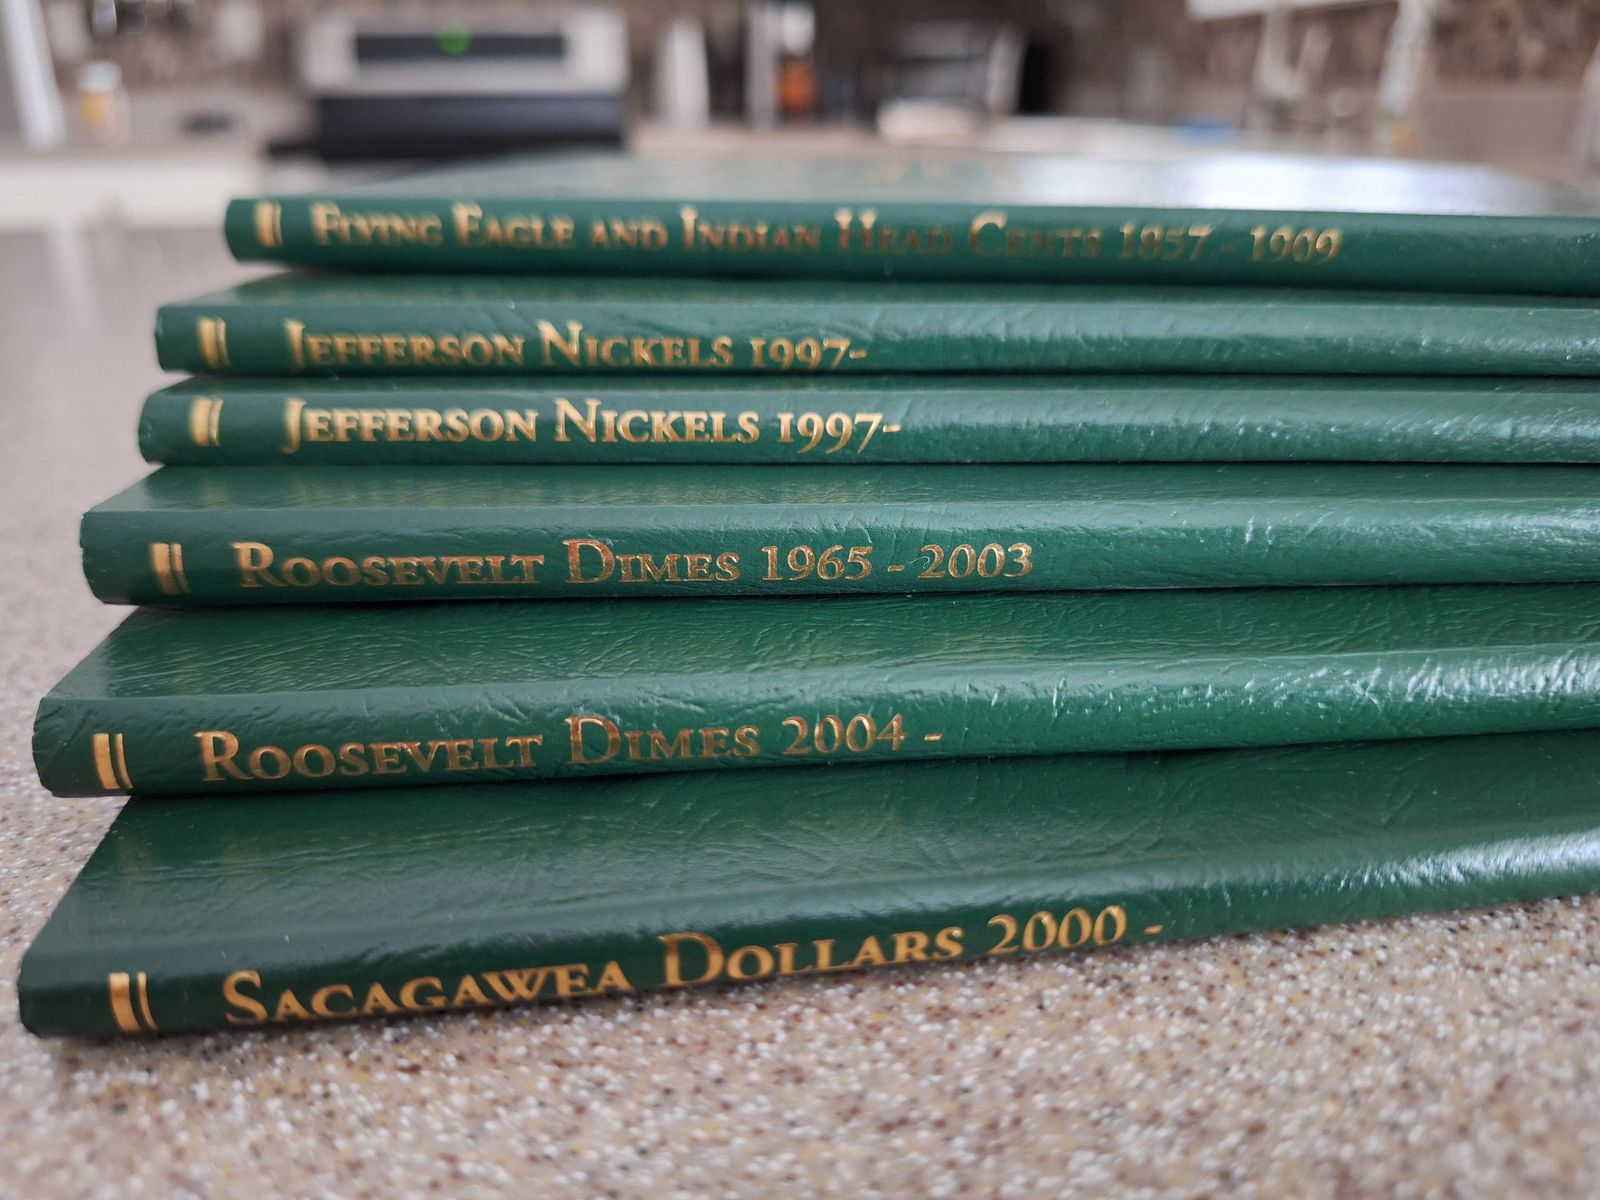 Flying Eagle and Indian Head Cents 1857 - 1909
Jefferson Nickels 1997-
Jefferson Nickels 1997-
Roosevelt Dimes 1965 - 2003
Roosevelt Dimes 2004 -
Sacagawea Dollars 2000 -